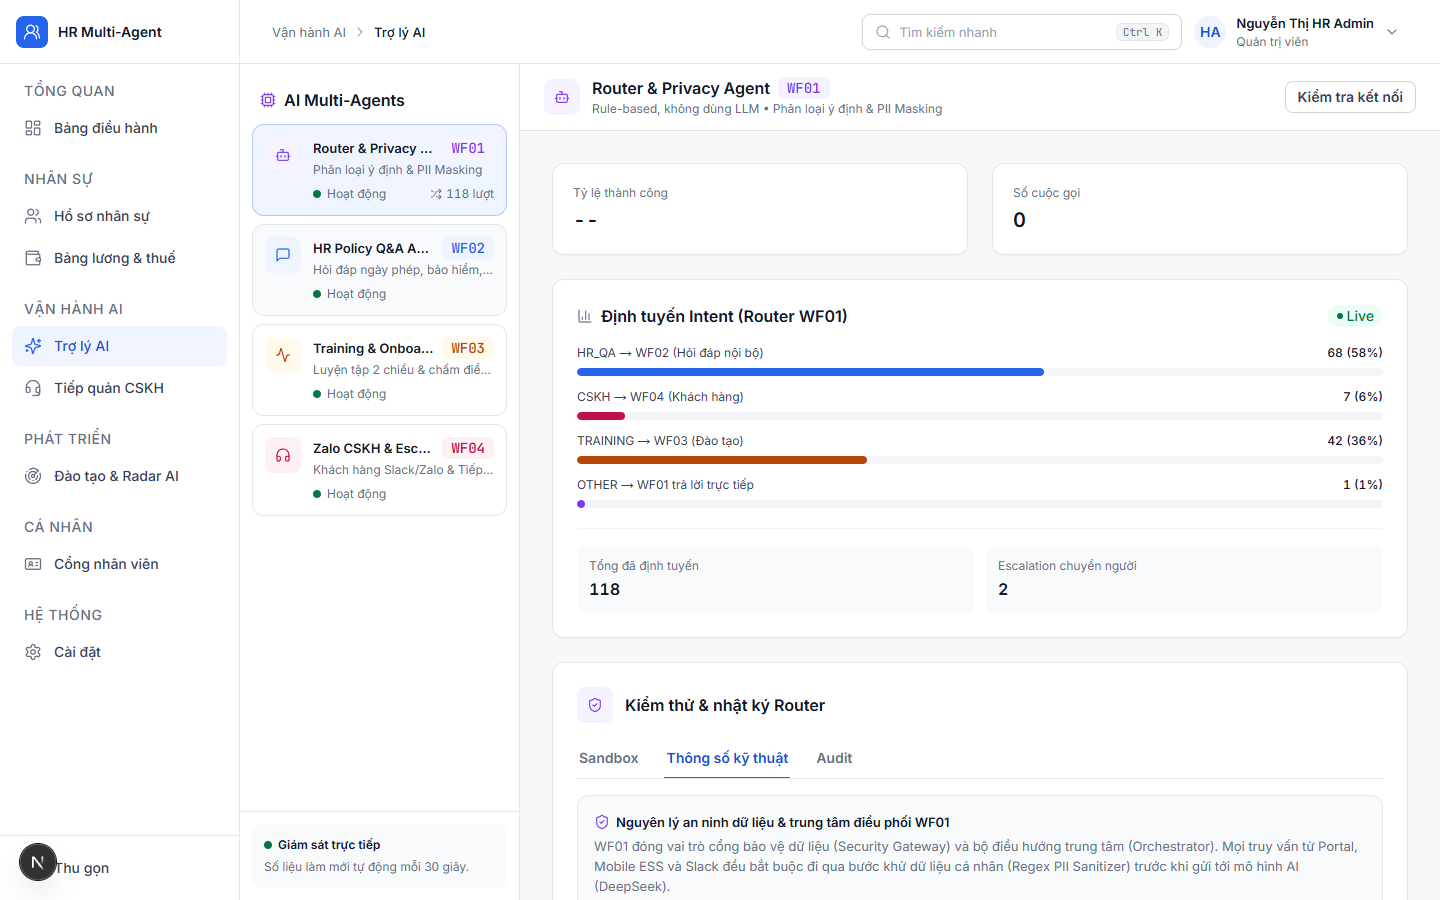 HR Multi-Agent
Vận hành AI > Trợ lý AI
Tìm kiếm nhanh
Ctrl K
HA
Nguyễn Thị HR Admin
Quản trị viên
TỔNG QUAN
Bảng điều hành
NHÂN SỰ
Hồ sơ nhân sự
Bảng lương & thuế
VẬN HÀNH AI
Trợ lý AI
Tiếp quản CSKH
PHÁT TRIỂN
Đào tạo & Radar AI
CÁ NHÂN
Cổng nhân viên
HỆ THỐNG
Cài đặt
N
Thu gọn
AI Multi-Agents
Router & Privacy ... WF01
Phân loại ý định & PII Masking
Hoạt động 118 lượt
HR Policy Q&A A... WF02
Hỏi đáp ngày phép, bảo hiểm,...
Hoạt động
Training & Onboa... WF03
Luyện tập 2 chiều & chấm điể...
Hoạt động
Zalo CSKH & Esc... WF04
Khách hàng Slack/Zalo & Tiếp...
Hoạt động
Giám sát trực tiếp
Số liệu làm mới tự động mỗi 30 giây.
Router & Privacy Agent WF01
Rule-based, không dùng LLM • Phân loại ý định & PII Masking
Kiểm tra kết nối
Tỷ lệ thành công
--
Số cuộc gọi
0
Định tuyến Intent (Router WF01)
Live
HR_QA → WF02 (Hỏi đáp nội bộ) 68 (58%)
CSKH → WF04 (Khách hàng) 7 (6%)
TRAINING → WF03 (Đào tạo) 42 (36%)
OTHER → WF01 trả lời trực tiếp 1 (1%)
Tổng đã định tuyến
118
Escalation chuyển người
2
Kiểm thử & nhật ký Router
Sandbox Thông số kỹ thuật Audit
Nguyên lý an ninh dữ liệu & trung tâm điều phối WF01
WF01 đóng vai trò cổng bảo vệ dữ liệu (Security Gateway) và bộ điều hướng trung tâm (Orchestrator). Mọi truy vấn từ Portal,
Mobile ESS và Slack đều bắt buộc đi qua bước khử dữ liệu cá nhân (Regex PII Sanitizer) trước khi gửi tới mô hình AI
(DeepSeek).